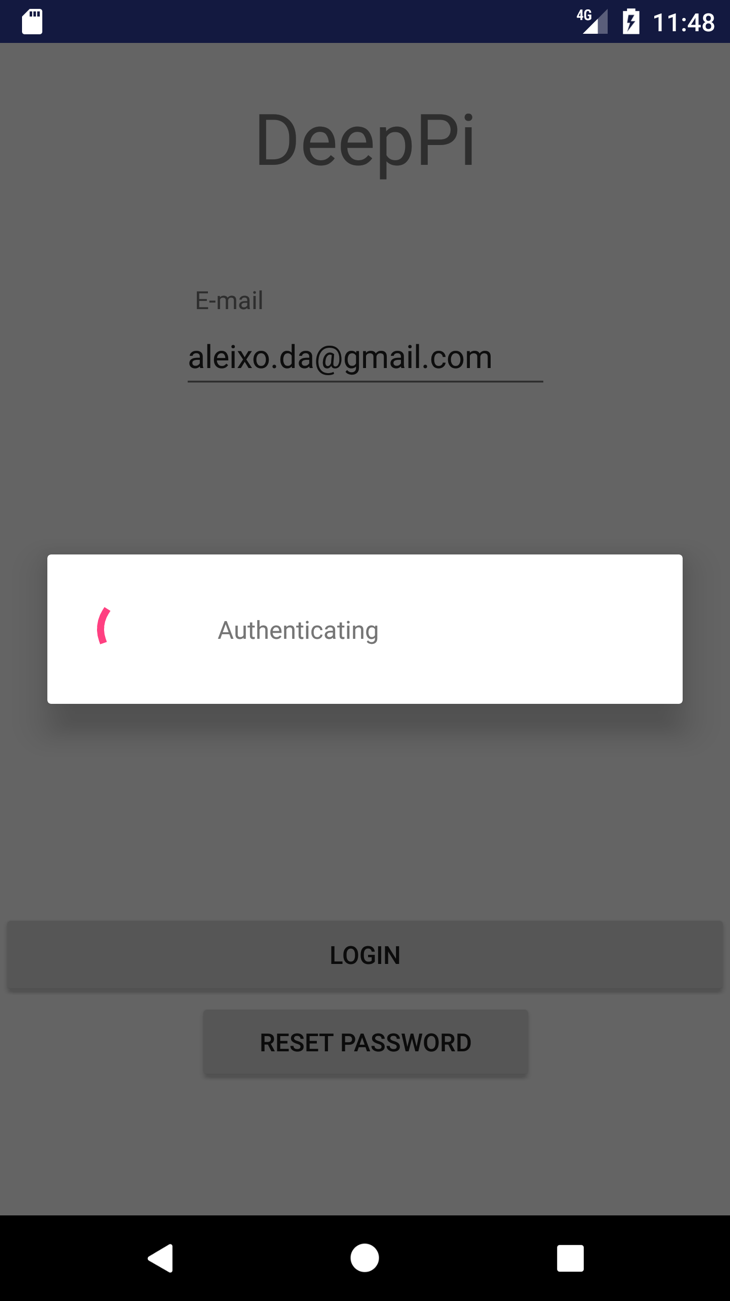 4G 11:48
DeepPi
E-mail
aleixo.da@gmail.com
Authenticating
LOGIN
RESET PASSWORD